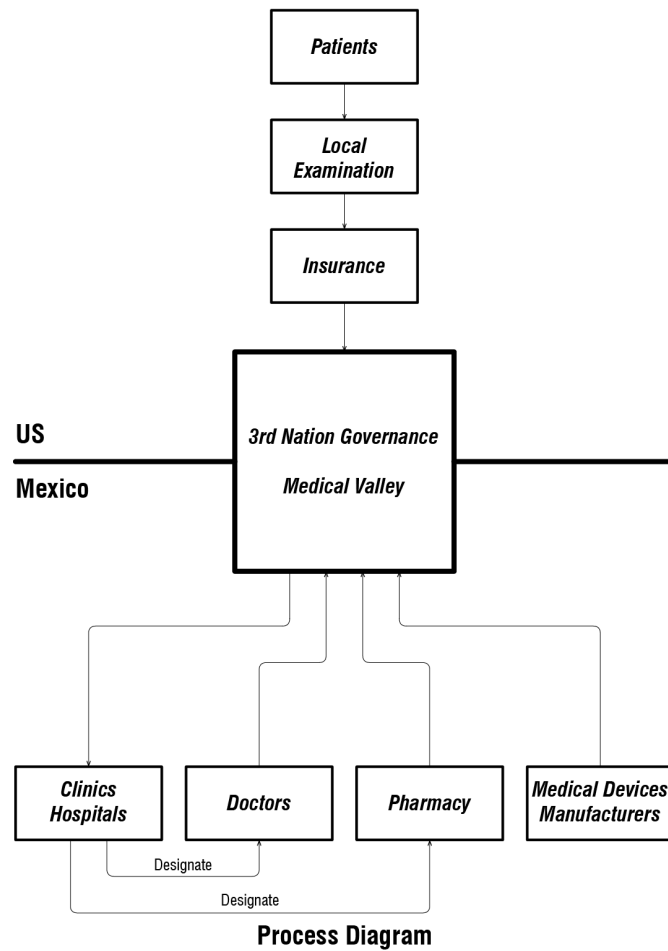 Patients
Local
Examination
Insurance
US
3rd Nation Governance
Mexico
Medical Valley
Clinics
Hospitals
Doctors
Pharmacy
Medical Devices
Manufacturers
Designate
Designate
Process Diagram